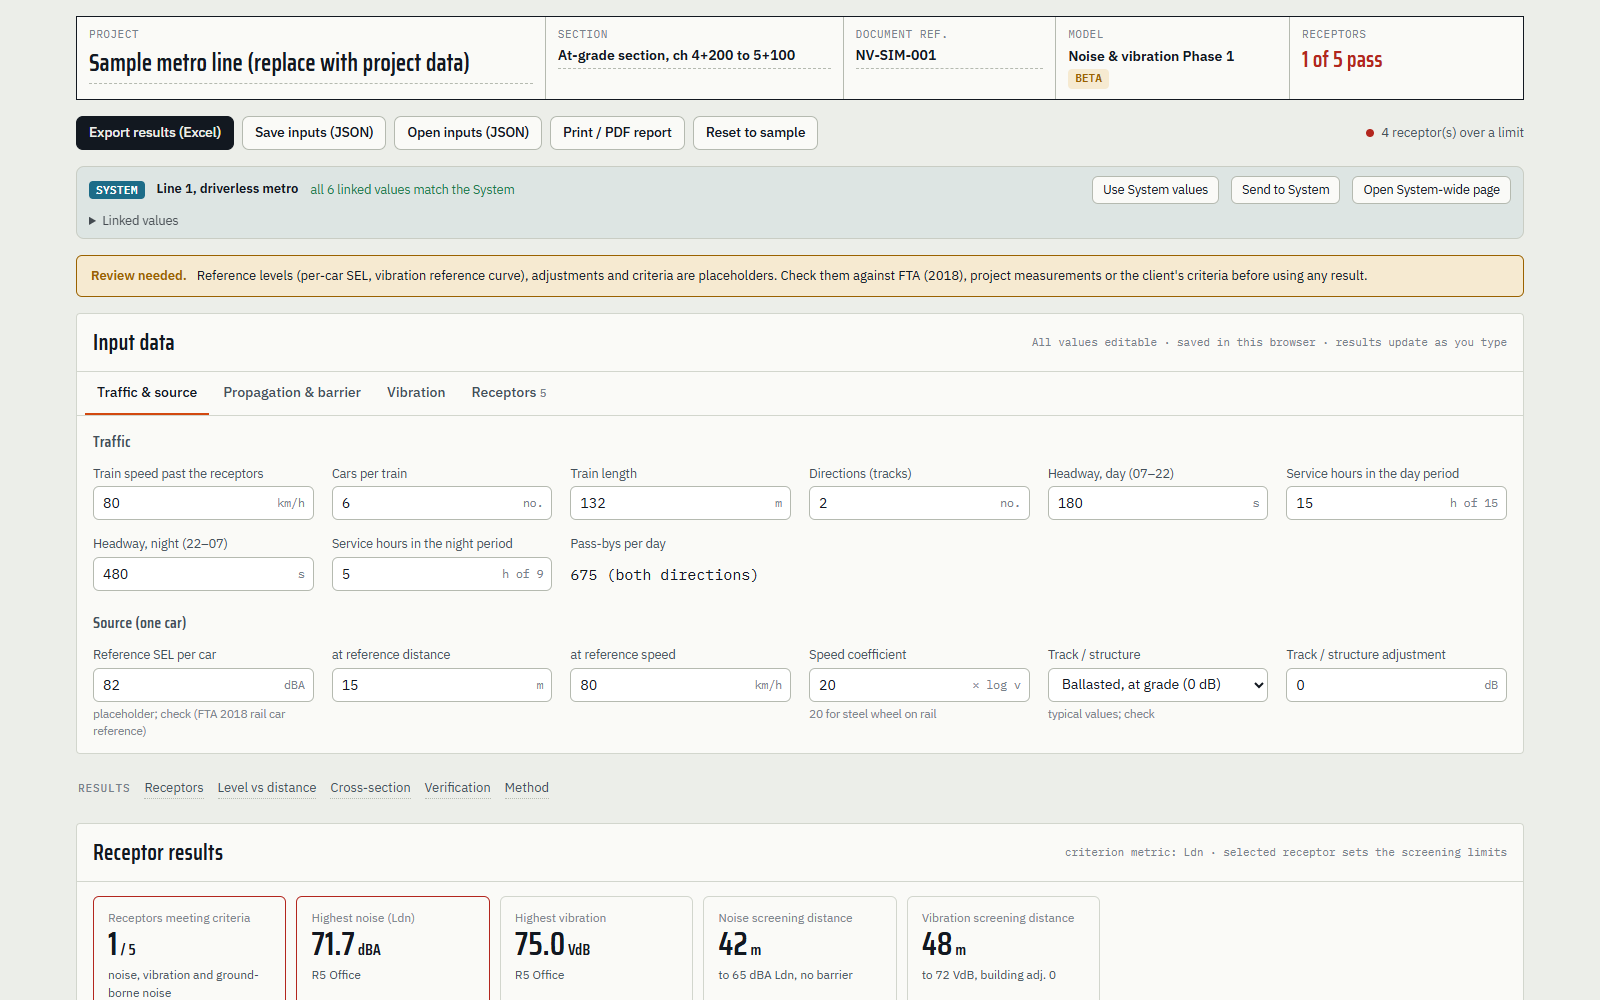 PROJECT
Sample metro line (replace with project data)
SECTION
At-grade section, ch 4+200 to 5+100
DOCUMENT REF.
NV-SIM-001
MODEL
Noise & vibration Phase 1
BETA
RECEPTORS
1 of 5 pass
Export results (Excel)
Save inputs (JSON)
Open inputs (JSON)
Print / PDF report
Reset to sample
4 receptor(s) over a limit
SYSTEM
Line 1, driverless metro
all 6 linked values match the System
Use System values
Send to System
Open System-wide page
Linked values
Review needed. Reference levels (per-car SEL, vibration reference curve), adjustments and criteria are placeholders. Check them against FTA (2018), project measurements or the client's criteria before using any result.
Input data
All values editable · saved in this browser · results update as you type
Traffic & source
Propagation & barrier
Vibration
Receptors 5
Traffic
Train speed past the receptors
Cars per train
Train length
Directions (tracks)
Headway, day (07–22)
Service hours in the day period
80 km/h
6 no.
132 m
2 no.
180 s
15 h of 15
Headway, night (22–07)
Service hours in the night period
Pass-bys per day
480 s
5 h of 9
675 (both directions)
Source (one car)
Reference SEL per car
at reference distance
at reference speed
Speed coefficient
Track / structure
Track / structure adjustment
82 dBA
15 m
80 km/h
20 × log v
Ballasted, at grade (0 dB)
0 dB
placeholder; check (FTA 2018 rail car
reference)
20 for steel wheel on rail
typical values; check
RESULTS
Receptors
Level vs distance
Cross-section
Verification
Method
Receptor results
criterion metric: Ldn · selected receptor sets the screening limits
Receptors meeting criteria
1 / 5
noise, vibration and ground-
borne noise
Highest noise (Ldn)
71.7 dBA
R5 Office
Highest vibration
75.0 VdB
R5 Office
Noise screening distance
42 m
to 65 dBA Ldn, no barrier
Vibration screening distance
48 m
to 72 VdB, building adj. 0